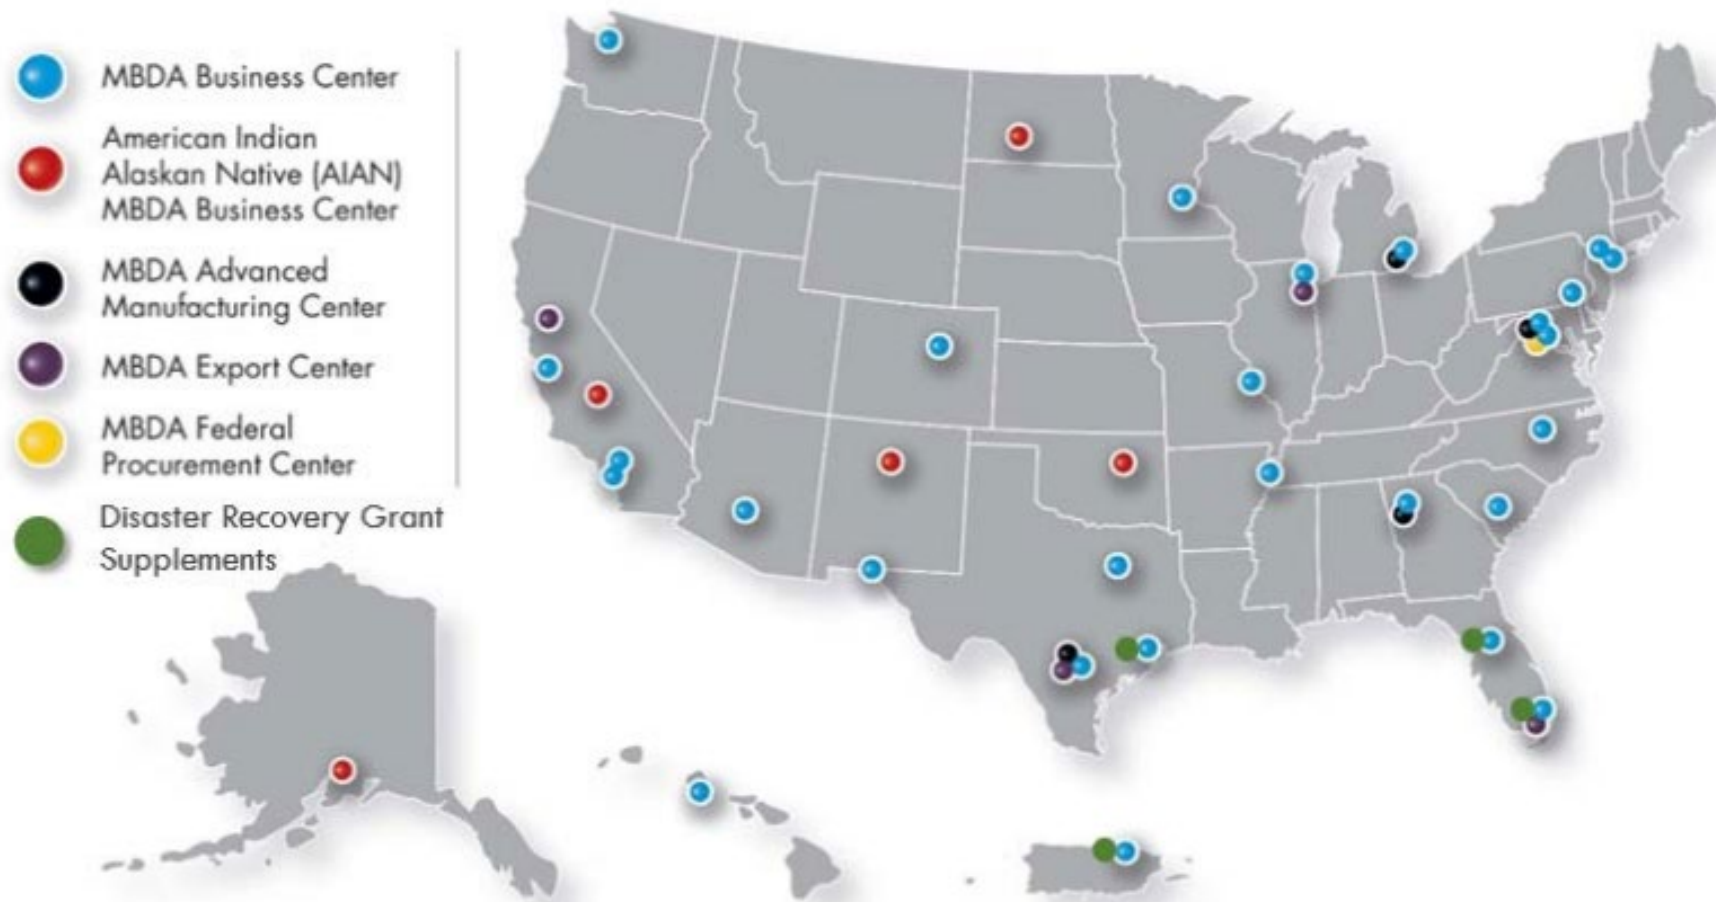 MBDA Business Center
American Indian
Alaskan Native (AIAN)
MBDA Business Center
MBDA Advanced
Manufacturing Center
MBDA Export Center
MBDA Federal
Procurement Center
Disaster Recovery Grant
Supplements